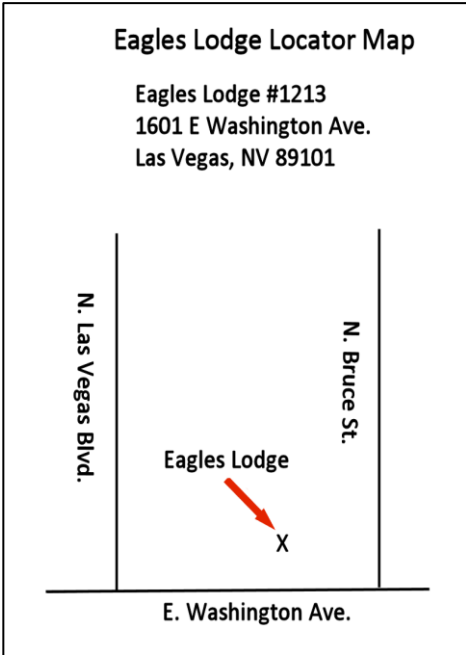 Eagles Lodge Locator Map
Eagles Lodge #1213
1601 E Washington Ave.
Las Vegas, NV 89101
N. Las Vegas Blvd.
N. Bruce St.
Eagles Lodge
X
E. Washington Ave.